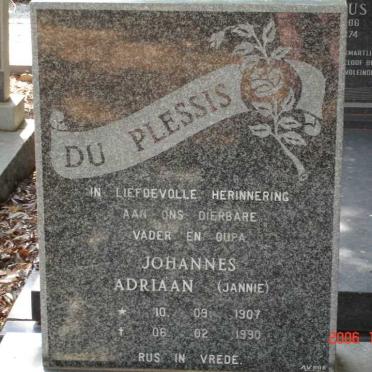 DU PLESSIS
IN LIEFDEVOLLE HERINNERING
AAN ONS DIERBARE
VADER EN OUPA
JOHANNES
ADRIAAN (JANNIE)
* 10. 09. 1907
† 06. 02. 1990
RUS IN VREDE.
2006